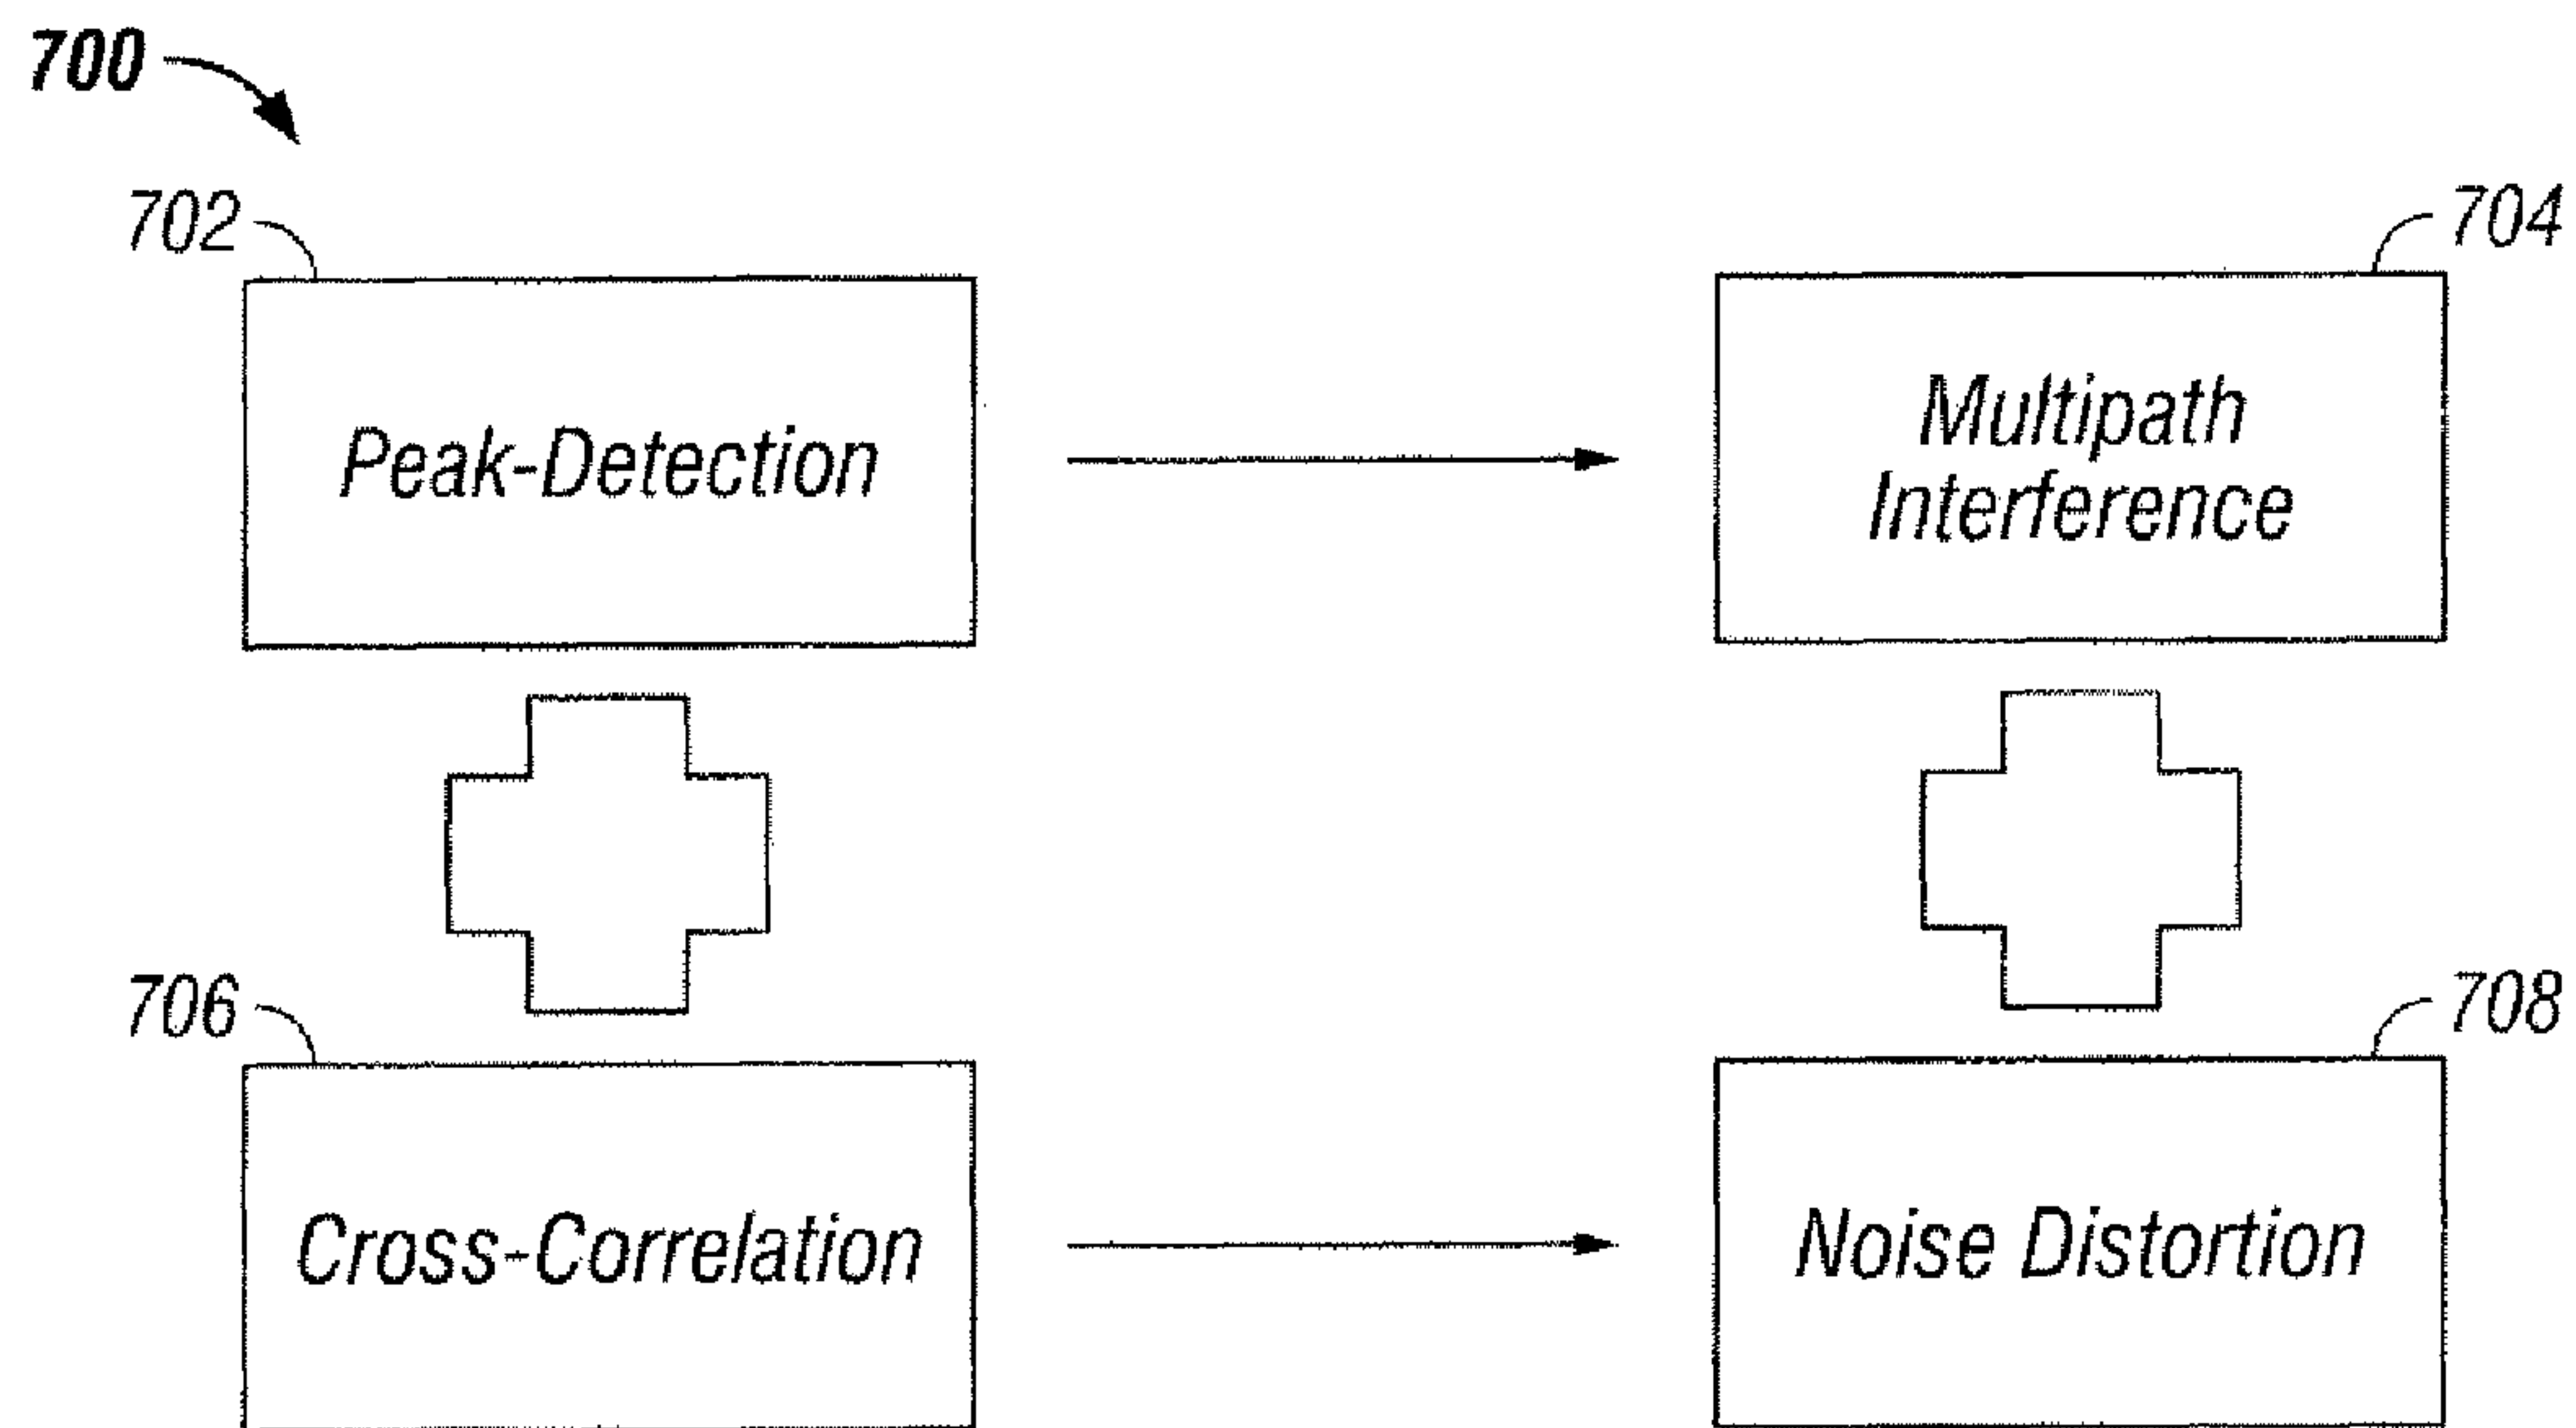 700
702
704
Peak-Detection
Multipath
Interference
706
708
Cross-Correlation
Noise Distortion